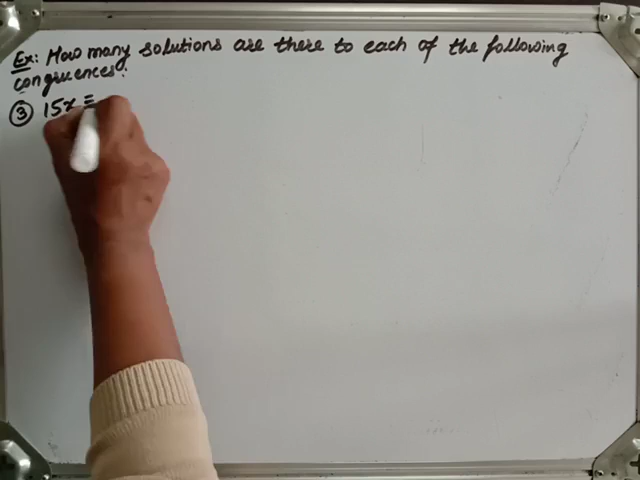 Ex: How many solutions are there to each of the following
congruences:
③ 15x ≡